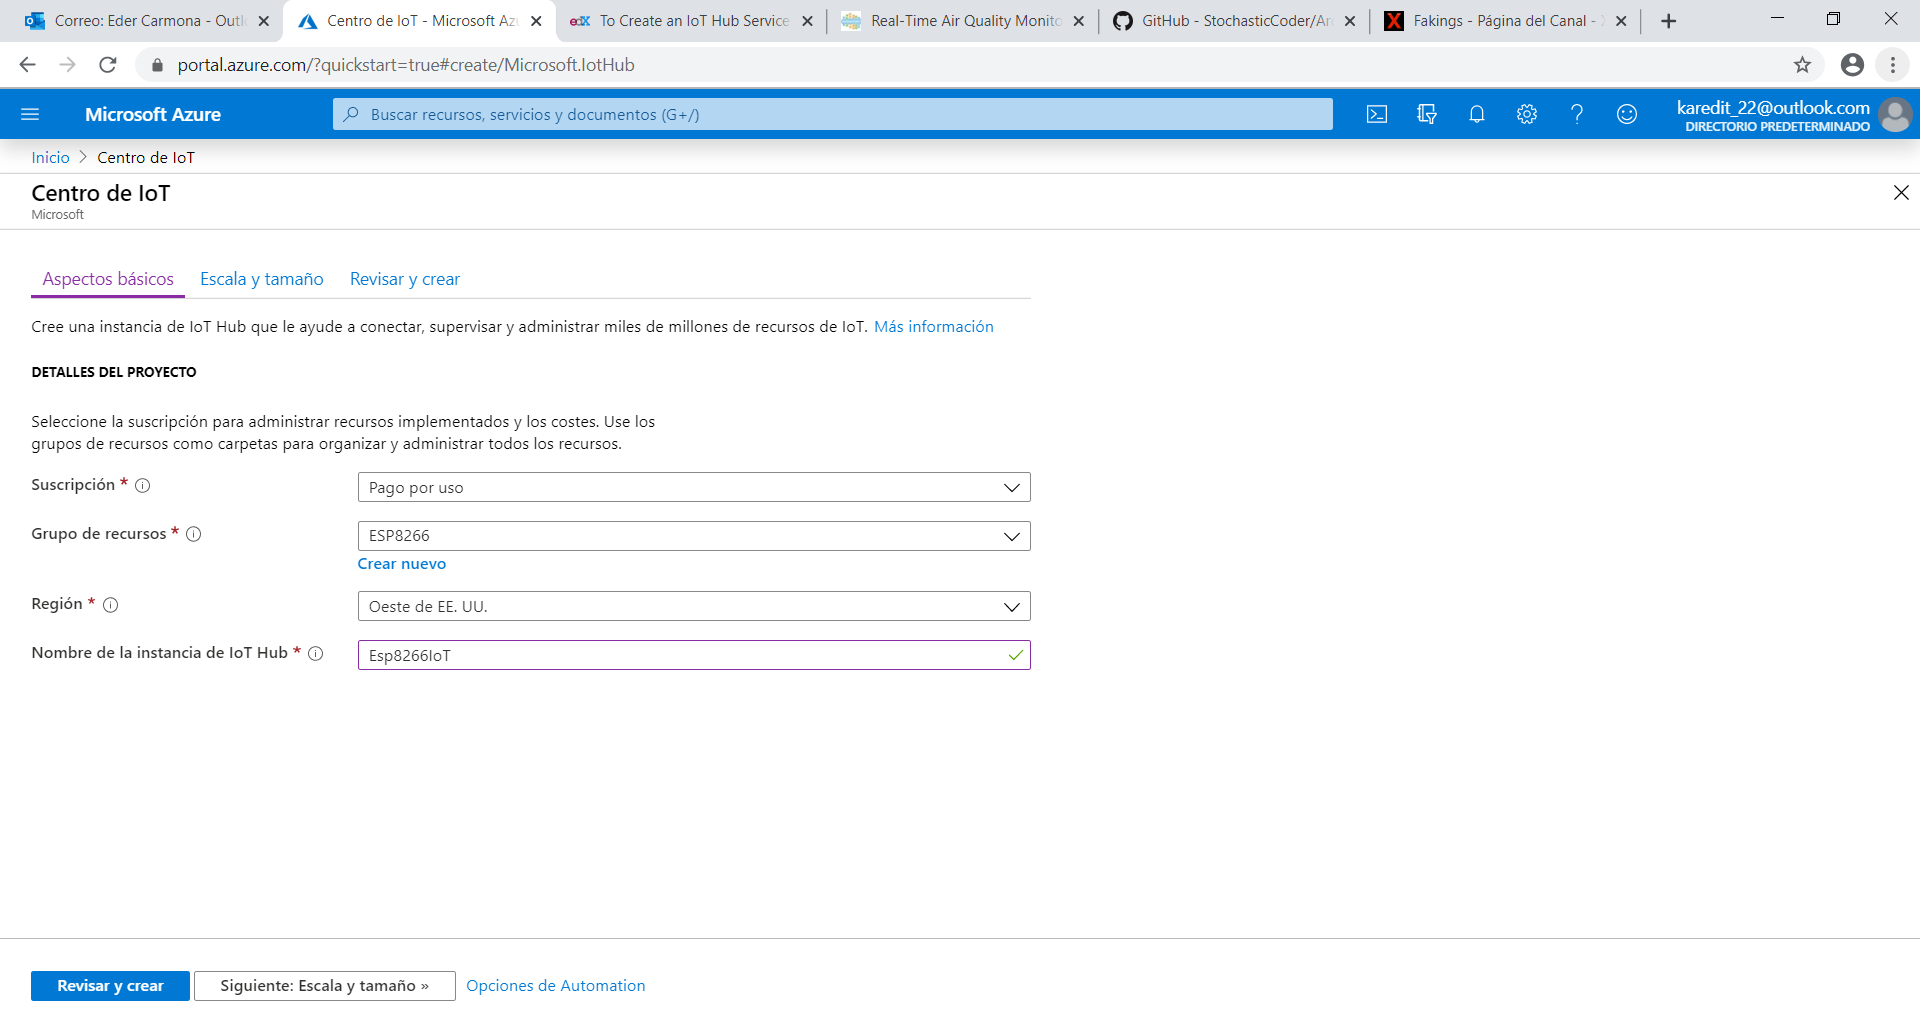 Correo: Eder Carmona - Outl
Centro de IoT - Microsoft Az
edX To Create an IoT Hub Service
Real-Time Air Quality Monito
GitHub - StochasticCoder/Ar
X Fakings - Página del Canal -
portal.azure.com/?quickstart=true#create/Microsoft.IotHub
Microsoft Azure
Buscar recursos, servicios y documentos (G+/)
karedit_22@outlook.com
DIRECTORIO PREDETERMINADO
Inicio > Centro de IoT
Centro de IoT
Microsoft
Aspectos básicos Escala y tamaño Revisar y crear
Cree una instancia de IoT Hub que le ayude a conectar, supervisar y administrar miles de millones de recursos de IoT. Más información
DETALLES DEL PROYECTO
Seleccione la suscripción para administrar recursos implementados y los costes. Use los
grupos de recursos como carpetas para organizar y administrar todos los recursos.
Suscripción * Pago por uso
Grupo de recursos * ESP8266
Crear nuevo
Región * Oeste de EE. UU.
Nombre de la instancia de IoT Hub * Esp8266IoT
Revisar y crear Siguiente: Escala y tamaño » Opciones de Automation